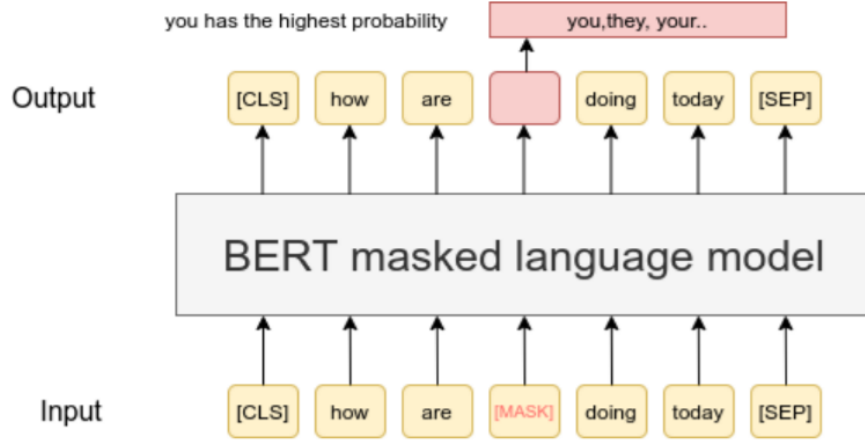 you has the highest probability you,they, your..
Output [CLS] how are doing today [SEP]
BERT masked language model
Input [CLS] how are [MASK] doing today [SEP]